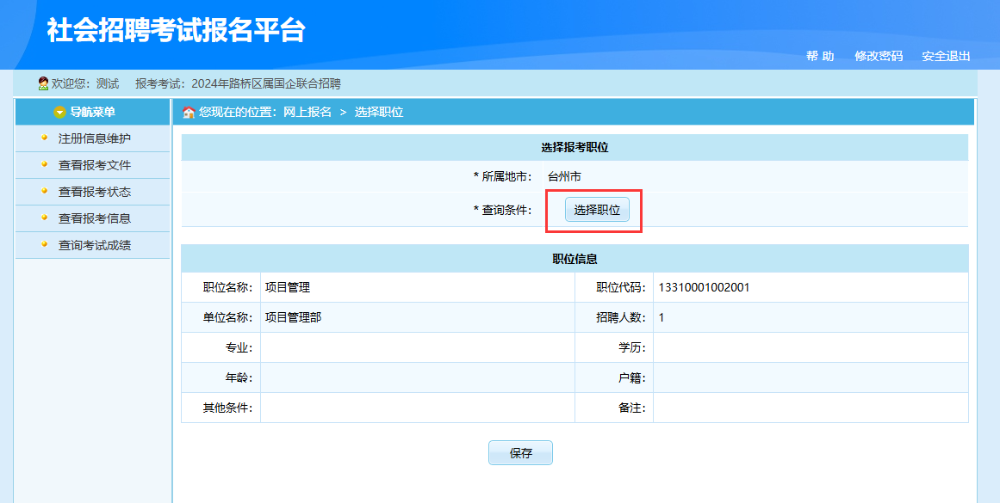 社会招聘考试报名平台
帮 助 修改密码 安全退出
欢迎您：测试 报考考试：2024年路桥区属国企联合招聘
导航菜单
注册信息维护
查看报考文件
查看报考状态
查看报考信息
查询考试成绩
您现在的位置：网上报名 > 选择职位
选择报考职位
* 所属地市： 台州市
* 查询条件： 选择职位
职位信息
职位名称： 项目管理 职位代码： 13310001002001
单位名称： 项目管理部 招聘人数： 1
专业： 学历：
年龄： 户籍：
其他条件： 备注：
保存